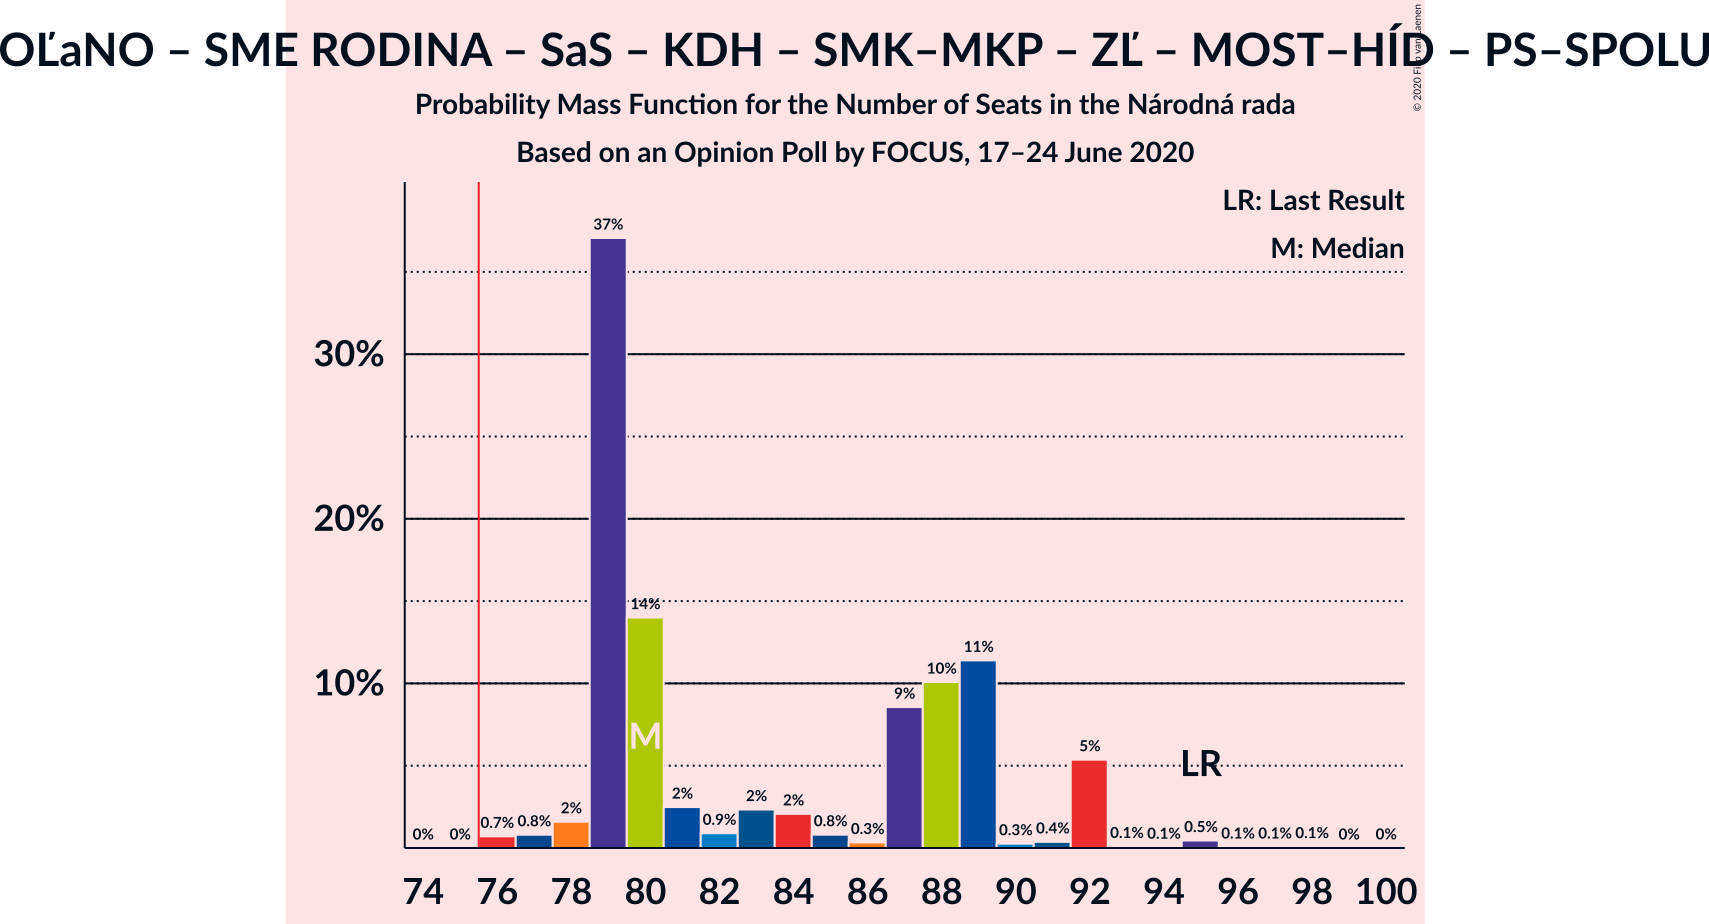 OĽaNO – SME RODINA – SaS – KDH – SMK–MKP – ZĽ – MOST–HÍD – PS–SPOLU
Probability Mass Function for the Number of Seats in the Národná rada
Based on an Opinion Poll by FOCUS, 17–24 June 2020
© 2020 Filip van Laenen
LR: Last Result
M: Median
37%
30%
20%
14%
11%
10%
10%
9%
M
5%
LR
0% 0% 0.7% 0.8% 2% 2% 0.9% 2% 2% 0.8% 0.3% 0.3% 0.4% 0.1% 0.1% 0.5% 0.1% 0.1% 0.1% 0% 0%
74 76 78 80 82 84 86 88 90 92 94 96 98 100